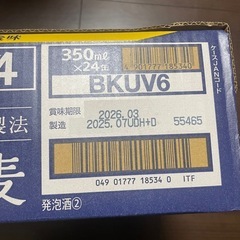 350mℓ
×24缶
ケースJANコード
A 01777 185340
4
BKUV6
製法
賞味期限 2026.03
製造 2025.07UDH+D 55465
麦
049 01777 18534 0 ITF
発泡酒②